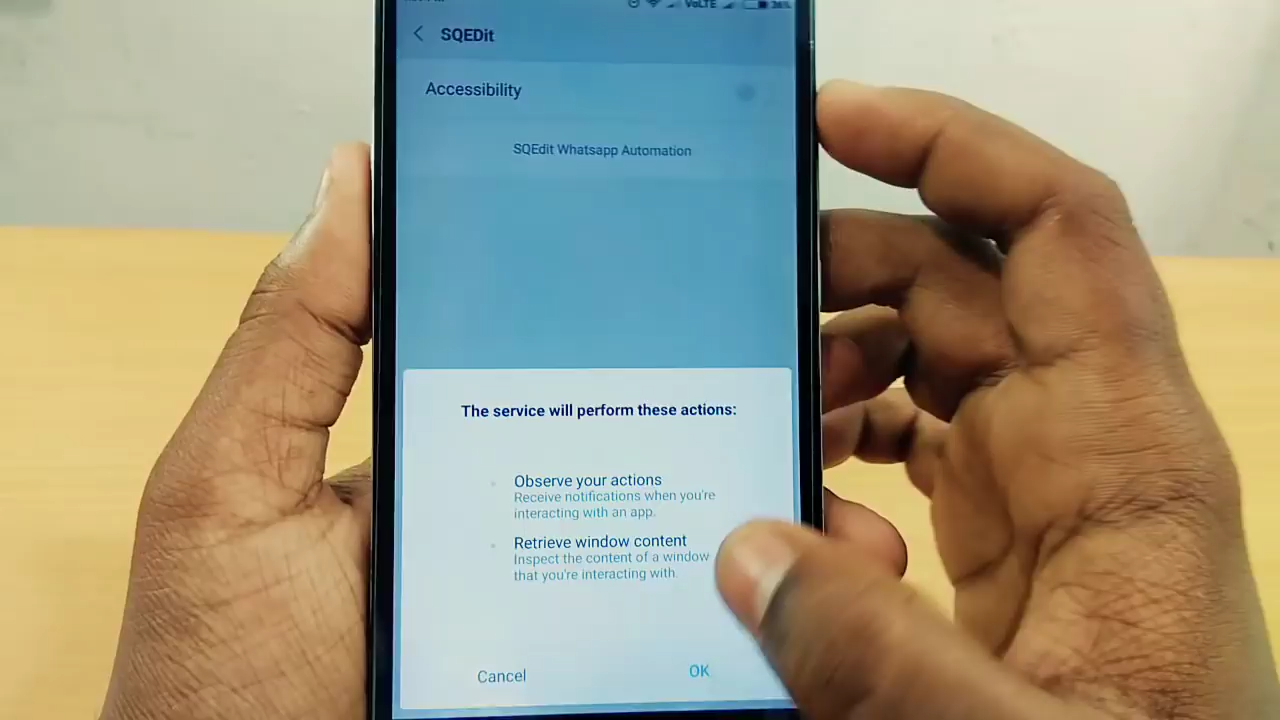 VoLTE 36%
SQEDit
Accessibility
SQEdit Whatsapp Automation
The service will perform these actions:
Observe your actions
Receive notifications when you're
interacting with an app.
Retrieve window content
Inspect the content of a window
that you're interacting with.
Cancel
OK